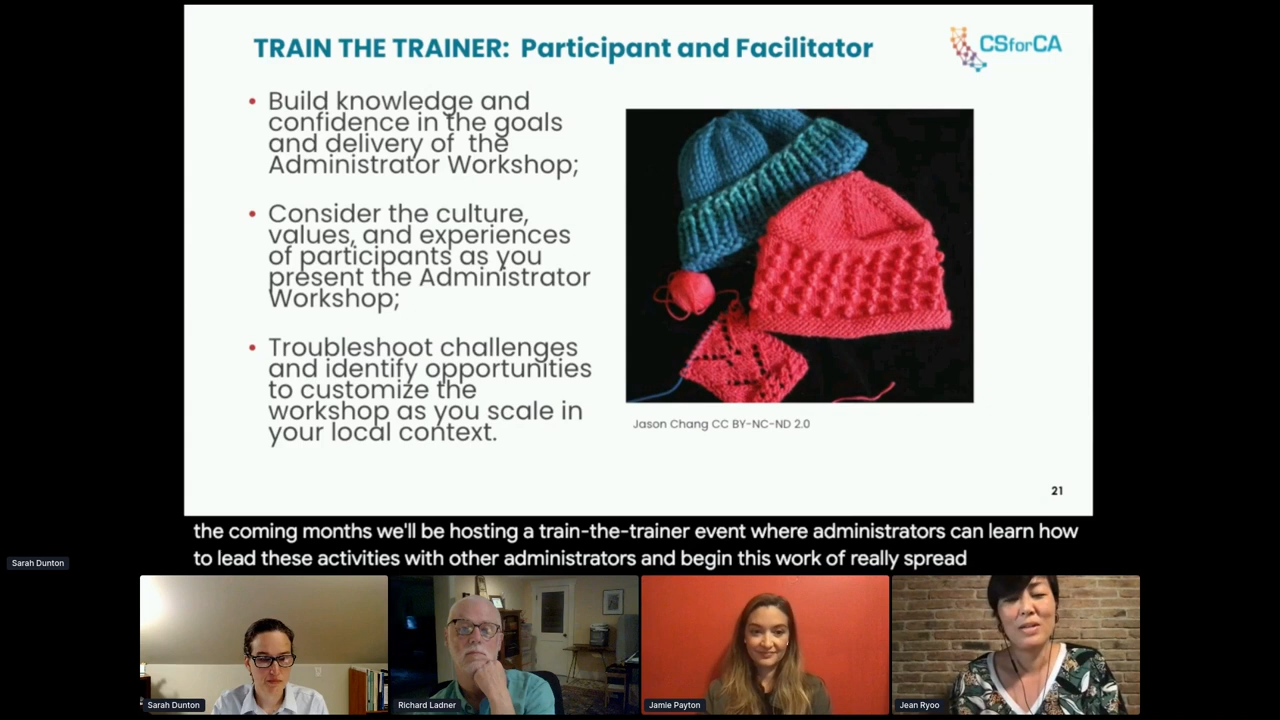 TRAIN THE TRAINER: Participant and Facilitator
CSforCA
• Build knowledge and
confidence in the goals
and delivery of the
Administrator Workshop;
• Consider the culture,
values, and experiences
of participants as you
present the Administrator
Workshop;
• Troubleshoot challenges
and identify opportunities
to customize the
workshop as you scale in
your local context.
Jason Chang CC BY-NC-ND 2.0
21
the coming months we'll be hosting a train-the-trainer event where administrators can learn how
to lead these activities with other administrators and begin this work of really spread
Sarah Dunton
Sarah Dunton
Richard Ladner
Jamie Payton
Jean Ryoo